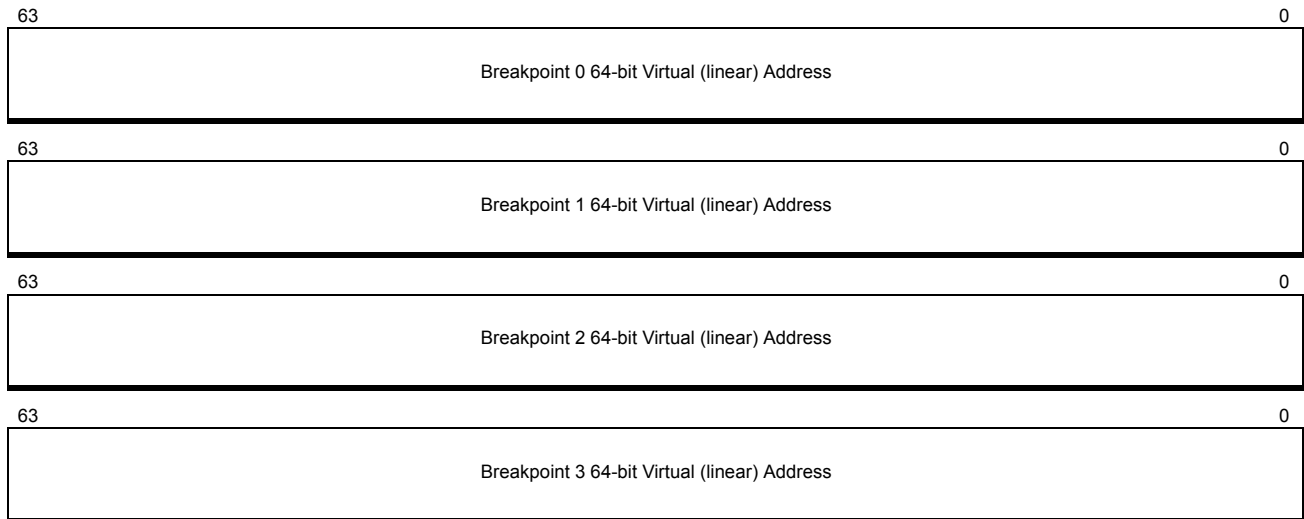 63 0
Breakpoint 0 64-bit Virtual (linear) Address
63 0
Breakpoint 1 64-bit Virtual (linear) Address
63 0
Breakpoint 2 64-bit Virtual (linear) Address
63 0
Breakpoint 3 64-bit Virtual (linear) Address